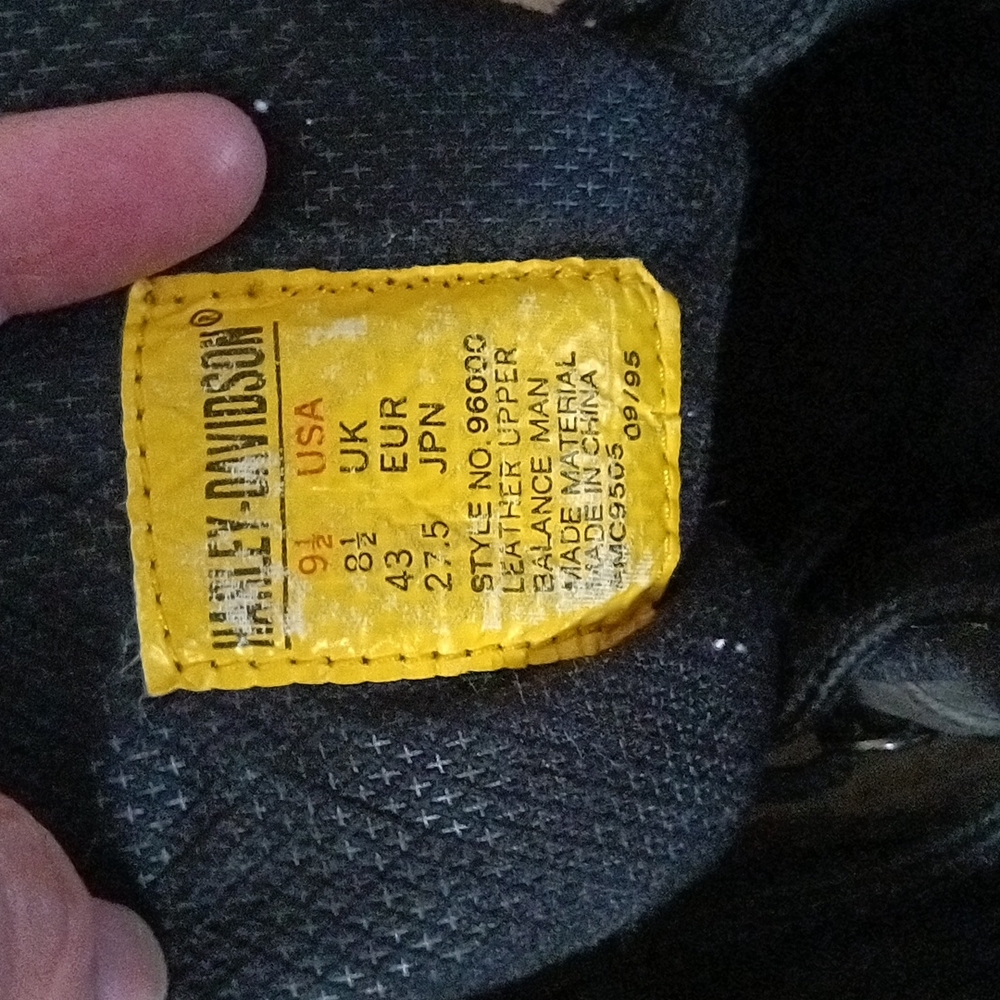 HARLEY-DAVIDSON®
USA 9½
UK 8½
EUR 43
JPN 27.5
STYLE NO. 96000
LEATHER UPPER
BALANCE MAN
MADE MATERIAL
MADE IN CHINA
MC9505 09/95